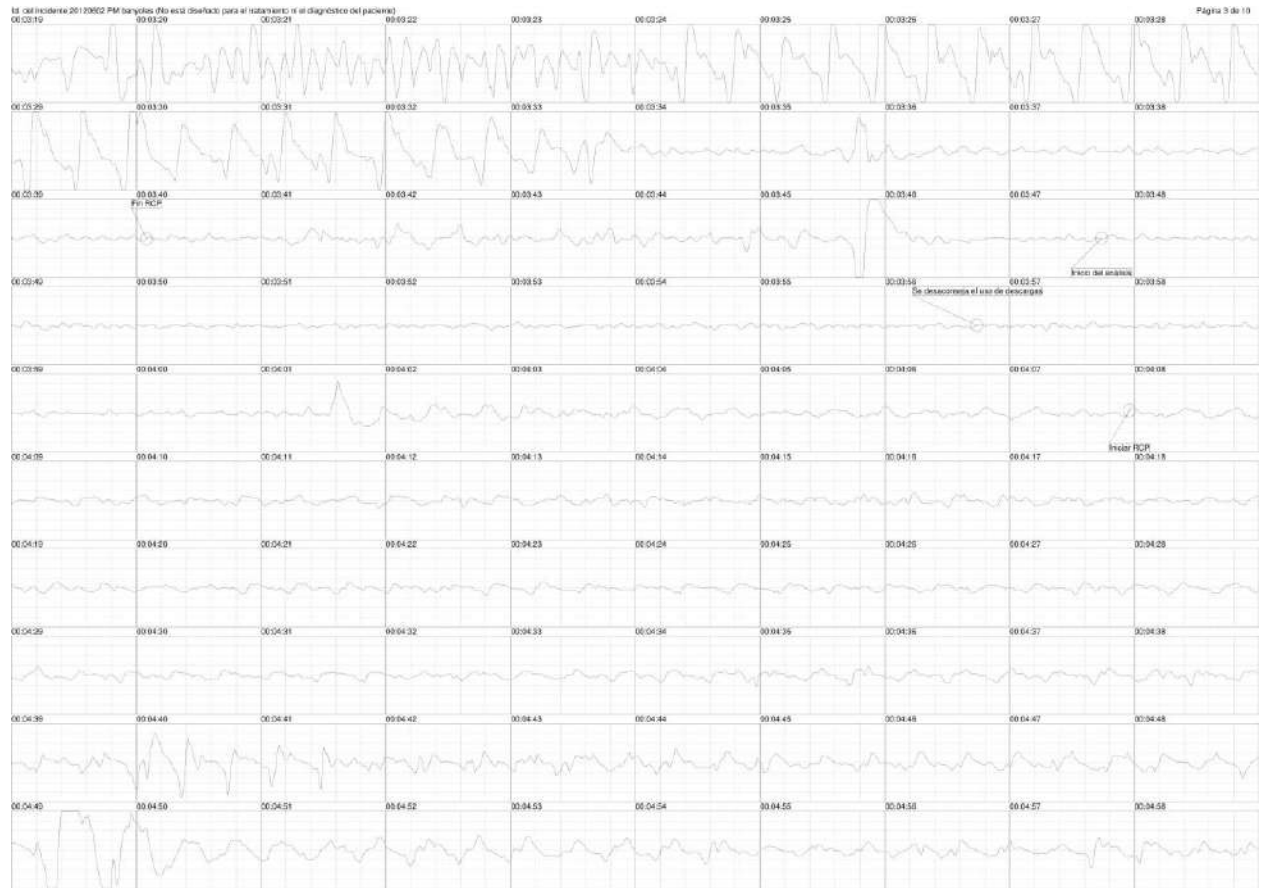 Id. del incidente:20120602 PM banyoles (No está diseñado para el tratamiento ni el diagnóstico del paciente) Página 3 de 10
00:03:19 00:03:20 00:03:21 00:03:22 00:03:23 00:03:24 00:03:25 00:03:26 00:03:27 00:03:28
00:03:29 00:03:30 00:03:31 00:03:32 00:03:33 00:03:34 00:03:35 00:03:36 00:03:37 00:03:38
00:03:39 00:03:40 00:03:41 00:03:42 00:03:43 00:03:44 00:03:45 00:03:46 00:03:47 00:03:48
Fin RCP
Inicio del análisis
00:03:49 00:03:50 00:03:51 00:03:52 00:03:53 00:03:54 00:03:55 00:03:56 00:03:57 00:03:58
Se desaconseja el uso de descargas
00:03:59 00:04:00 00:04:01 00:04:02 00:04:03 00:04:04 00:04:05 00:04:06 00:04:07 00:04:08
Iniciar RCP
00:04:09 00:04:10 00:04:11 00:04:12 00:04:13 00:04:14 00:04:15 00:04:16 00:04:17 00:04:18
00:04:19 00:04:20 00:04:21 00:04:22 00:04:23 00:04:24 00:04:25 00:04:26 00:04:27 00:04:28
00:04:29 00:04:30 00:04:31 00:04:32 00:04:33 00:04:34 00:04:35 00:04:36 00:04:37 00:04:38
00:04:39 00:04:40 00:04:41 00:04:42 00:04:43 00:04:44 00:04:45 00:04:46 00:04:47 00:04:48
00:04:49 00:04:50 00:04:51 00:04:52 00:04:53 00:04:54 00:04:55 00:04:56 00:04:57 00:04:58